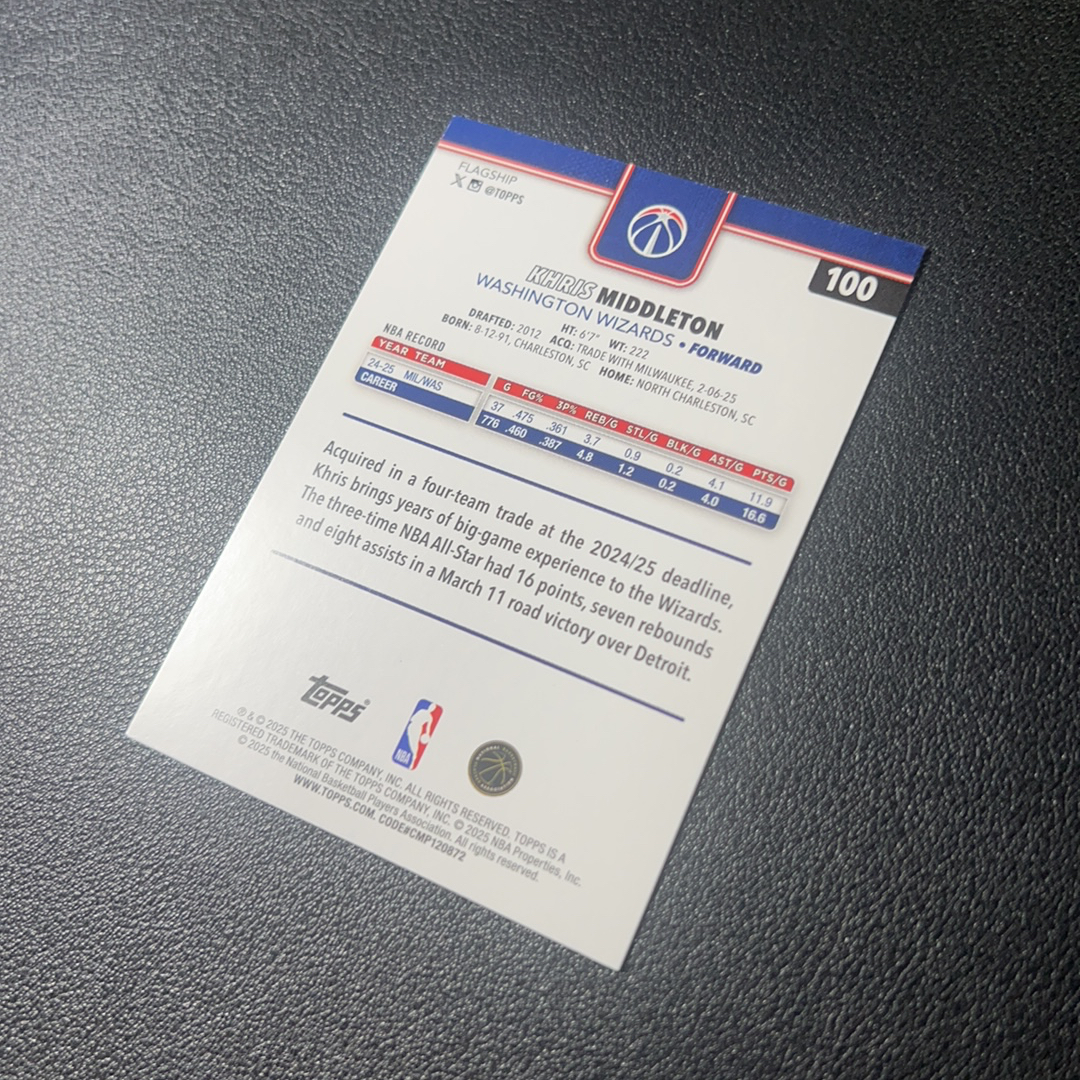 FLAGSHIP
@TOPPS
100
KHRIS MIDDLETON
WASHINGTON WIZARDS • FORWARD
DRAFTED: 2012 HT: 6'7" WT: 222
BORN: 8-12-91, CHARLESTON, SC ACQ: TRADE WITH MILWAUKEE, 2-06-25
HOME: NORTH CHARLESTON, SC
NBA RECORD
YEAR TEAM G FG% 3P% REB/G STL/G BLK/G AST/G PTS/G
24-25 MIL/WAS 37 .475 .361 3.7 0.9 0.2 4.1 11.9
CAREER 776 .460 .387 4.8 1.2 0.2 4.0 16.6
Acquired in a four-team trade at the 2024/25 deadline,
Khris brings years of big-game experience to the Wizards.
The three-time NBA All-Star had 16 points, seven rebounds
and eight assists in a March 11 road victory over Detroit.
topps®
NBA
® & © 2025 THE TOPPS COMPANY, INC. ALL RIGHTS RESERVED. TOPPS IS A
REGISTERED TRADEMARK OF THE TOPPS COMPANY, INC. © 2025 NBA Properties, Inc.
© 2025 the National Basketball Players Association. All rights reserved.
WWW.TOPPS.COM. CODE#CMP120872